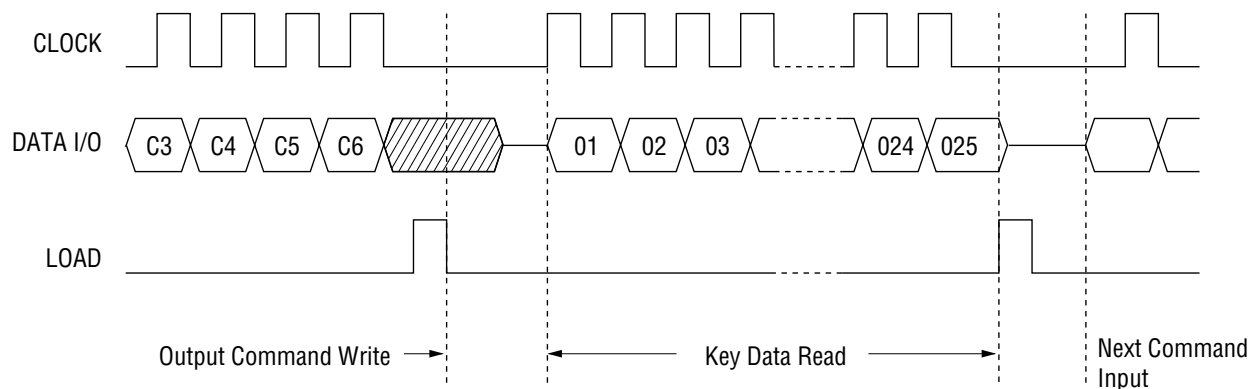 CLOCK
DATA I/O C3 C4 C5 C6 01 02 03 024 025
LOAD
Output Command Write Key Data Read Next Command
Input